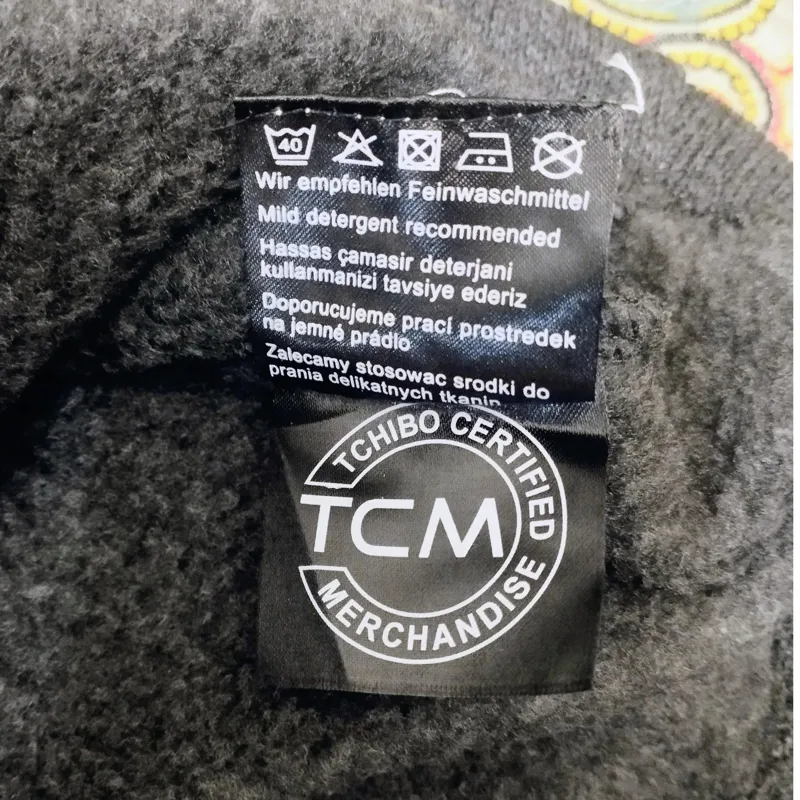 40
Wir empfehlen Feinwaschmittel
Mild detergent recommended
Hassas çamasir deterjani
kullanmanizi tavsiye ederiz
Doporucujeme prací prostredek
na jemné prádlo
Zalecamy stosowac srodki do
prania delikatnych tkanin
TCHIBO CERTIFIED
TCM
MERCHANDISE